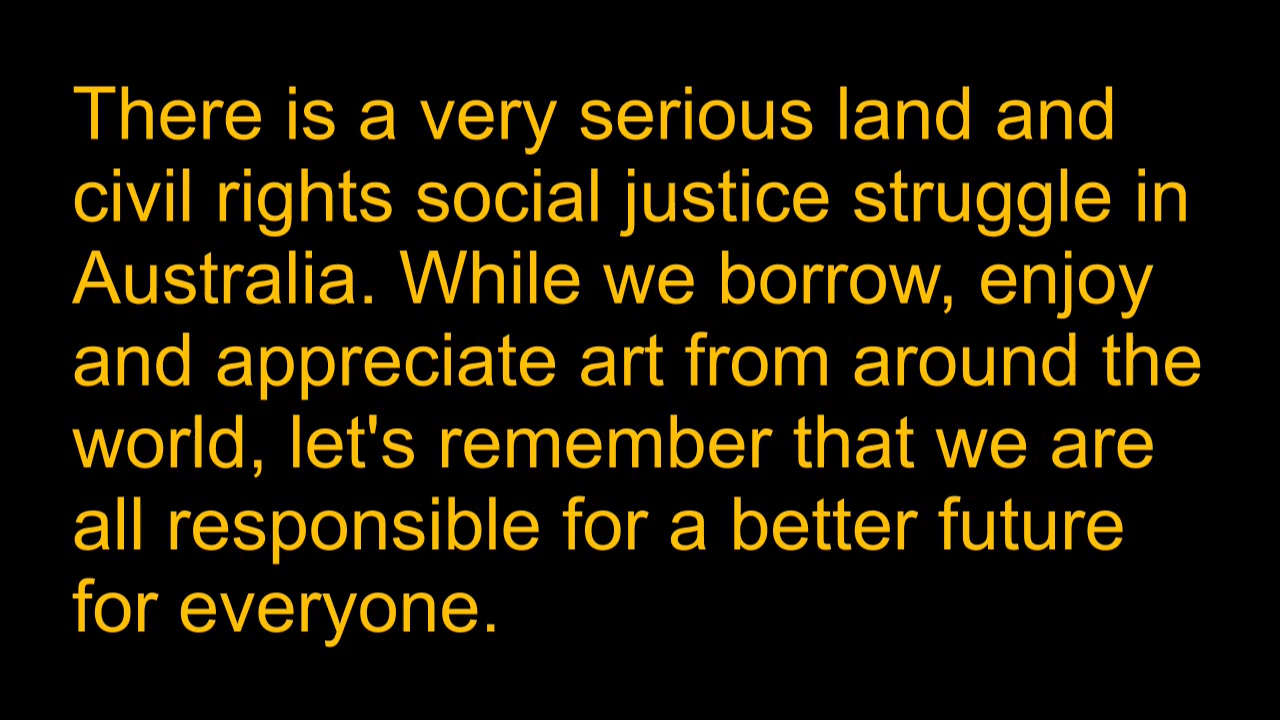 There is a very serious land and
civil rights social justice struggle in
Australia. While we borrow, enjoy
and appreciate art from around the
world, let's remember that we are
all responsible for a better future
for everyone.